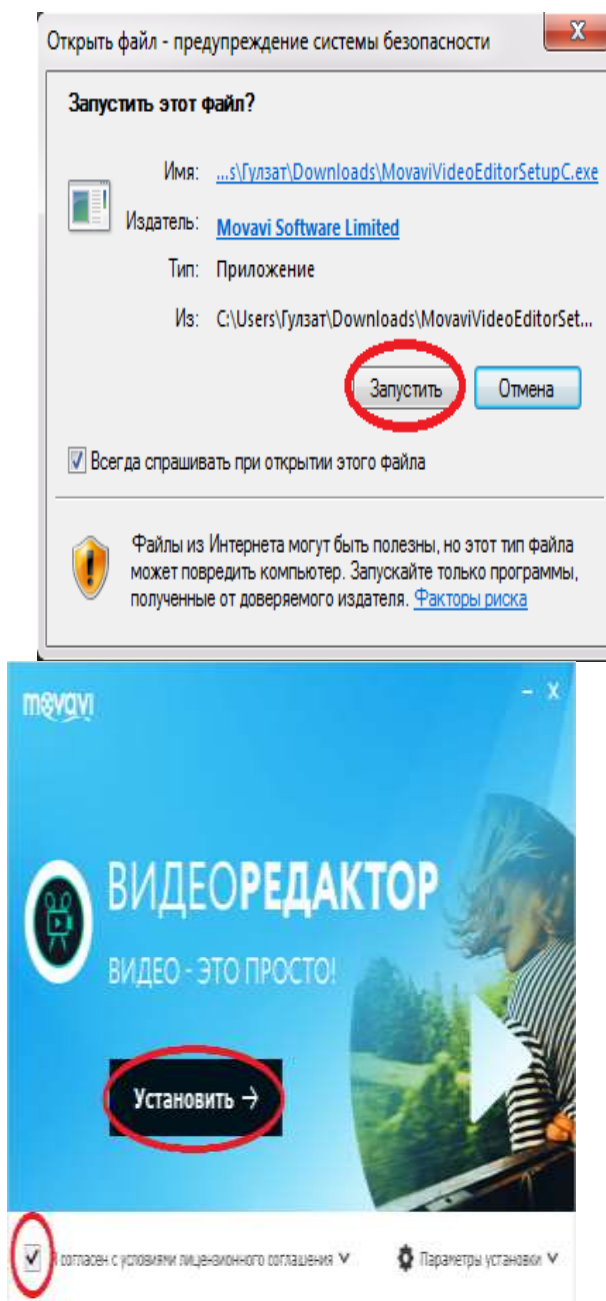 Открыть файл - предупреждение системы безопасности
X
Запустить этот файл?
Имя: ...s\Гулзат\Downloads\MovaviVideoEditorSetupC.exe
Издатель: Movavi Software Limited
Тип: Приложение
Из: C:\Users\Гулзат\Downloads\MovaviVideoEditorSet...
Запустить Отмена
Всегда спрашивать при открытии этого файла
Файлы из Интернета могут быть полезны, но этот тип файла
может повредить компьютер. Запускайте только программы,
полученные от доверяемого издателя. Факторы риска
movavi
ВИДЕОРЕДАКТОР
ВИДЕО - ЭТО ПРОСТО!
Установить →
согласен с условиями лицензионного соглашения Параметры установки